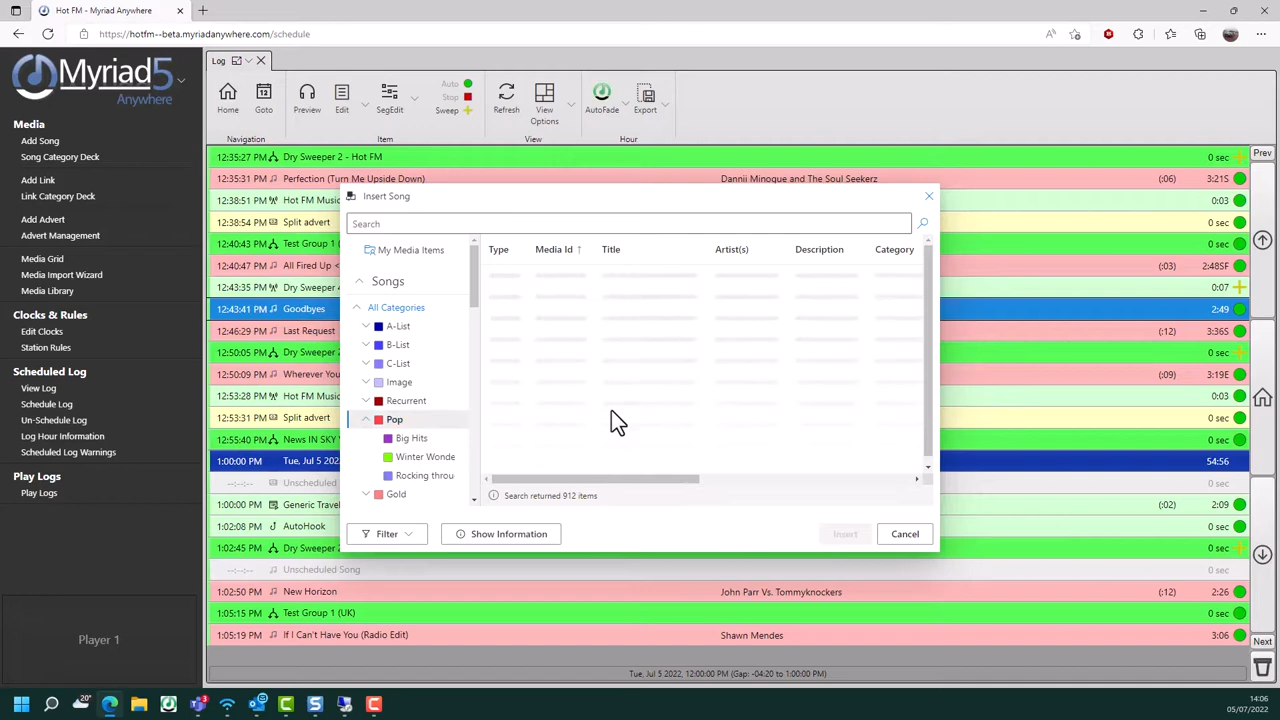 Hot FM - Myriad Anywhere
https://hotfm--beta.myriadanywhere.com/schedule
Myriad5
Anywhere
Media
Add Song
Song Category Deck
Add Link
Link Category Deck
Add Advert
Advert Management
Media Grid
Media Import Wizard
Media Library
Clocks & Rules
Edit Clocks
Station Rules
Scheduled Log
View Log
Schedule Log
Un-Schedule Log
Log Hour Information
Scheduled Log Warnings
Play Logs
Play Logs
Player 1
Log
Home
12
Goto
Preview
Edit
SegEdit
Auto
Stop
Sweep
Refresh
View
Options
AutoFade
Export
Navigation
Item
View
Hour
12:35:27 PM Dry Sweeper 2 - Hot FM 0 sec
12:35:31 PM Perfection (Turn Me Upside Down) Dannii Minogue and The Soul Seekerz (:06) 3:21S
12:38:51 PM Hot FM Music 0:03
12:38:54 PM Split advert 0 sec
12:40:43 PM Test Group 1 0 sec
12:40:47 PM All Fired Up (:03) 2:48SF
12:43:35 PM Dry Sweeper 0:07
12:43:41 PM Goodbyes 2:49
12:46:29 PM Last Request (:12) 3:36S
12:50:05 PM Dry Sweeper 0 sec
12:50:09 PM Wherever You (:09) 3:19E
12:53:28 PM Hot FM Music 0:03
12:53:31 PM Split advert 0 sec
12:55:40 PM News IN SKY 0 sec
1:00:00 PM Tue, Jul 5 2022 54:56
--:--:-- Unscheduled 0 sec
1:00:00 PM Generic Travel 2:09
1:02:08 PM AutoHook 0 sec
1:02:45 PM Dry Sweeper 0 sec
--:--:-- Unscheduled Song 0 sec
1:02:50 PM New Horizon John Parr Vs. Tommyknockers (:12) 2:26
1:05:15 PM Test Group 1 (UK) 0 sec
1:05:19 PM If I Can't Have You (Radio Edit) Shawn Mendes 3:06
Tue, Jul 5 2022, 12:00:00 PM (Gap: -04:20 to 1:00:00 PM)
Prev
Next
Insert Song
Search
My Media Items
Songs
All Categories
A-List
B-List
C-List
Image
Recurrent
Pop
Big Hits
Winter Wonde
Rocking throu
Gold
Type Media Id Title Artist(s) Description Category
Search returned 912 items
Filter
Show Information
Insert
Cancel
20°
14:06
05/07/2022